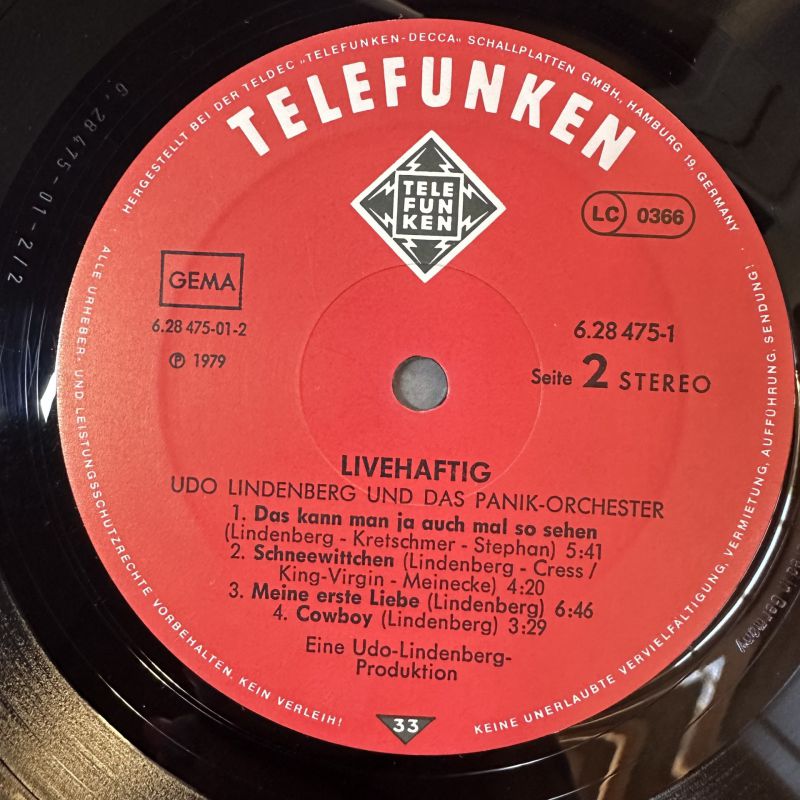 HERGESTELLT BEI DER TELDEC „TELEFUNKEN-DECCA" SCHALLPLATTEN GMBH., HAMBURG 19, GERMANY
TELEFUNKEN
TELE
FUN
KEN
LC 0366
GEMA
6.28 475-01-2
℗ 1979
6.28 475-1
Seite 2 STEREO
LIVEHAFTIG
UDO LINDENBERG UND DAS PANIK-ORCHESTER
1. Das kann man ja auch mal so sehen
(Lindenberg - Kretschmer - Stephan) 5:41
2. Schneewittchen (Lindenberg - Cress /
King-Virgin - Meinecke) 4:20
3. Meine erste Liebe (Lindenberg) 6:46
4. Cowboy (Lindenberg) 3:29
Eine Udo-Lindenberg-
Produktion
33
ALLE URHEBER- UND LEISTUNGSSCHUTZRECHTE VORBEHALTEN. KEIN VERLEIH!
KEINE UNERLAUBTE VERVIELFÄLTIGUNG, VERMIETUNG, AUFFÜHRUNG, SENDUNG!
6.28475-01-2/2
in Germany